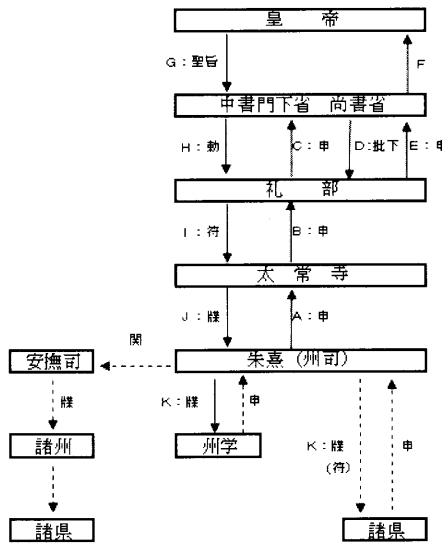 皇 帝
G：聖旨 F
中書門下省 尚書省
H：勅 C：申 D：批下 E：申
礼 部
I：符 B：申
太 常 寺
J：牒 A：申
関
安撫司 朱熹（州司）
牒 K：牒 申 K：牒 申
(符)
諸州 州学
諸県 諸県